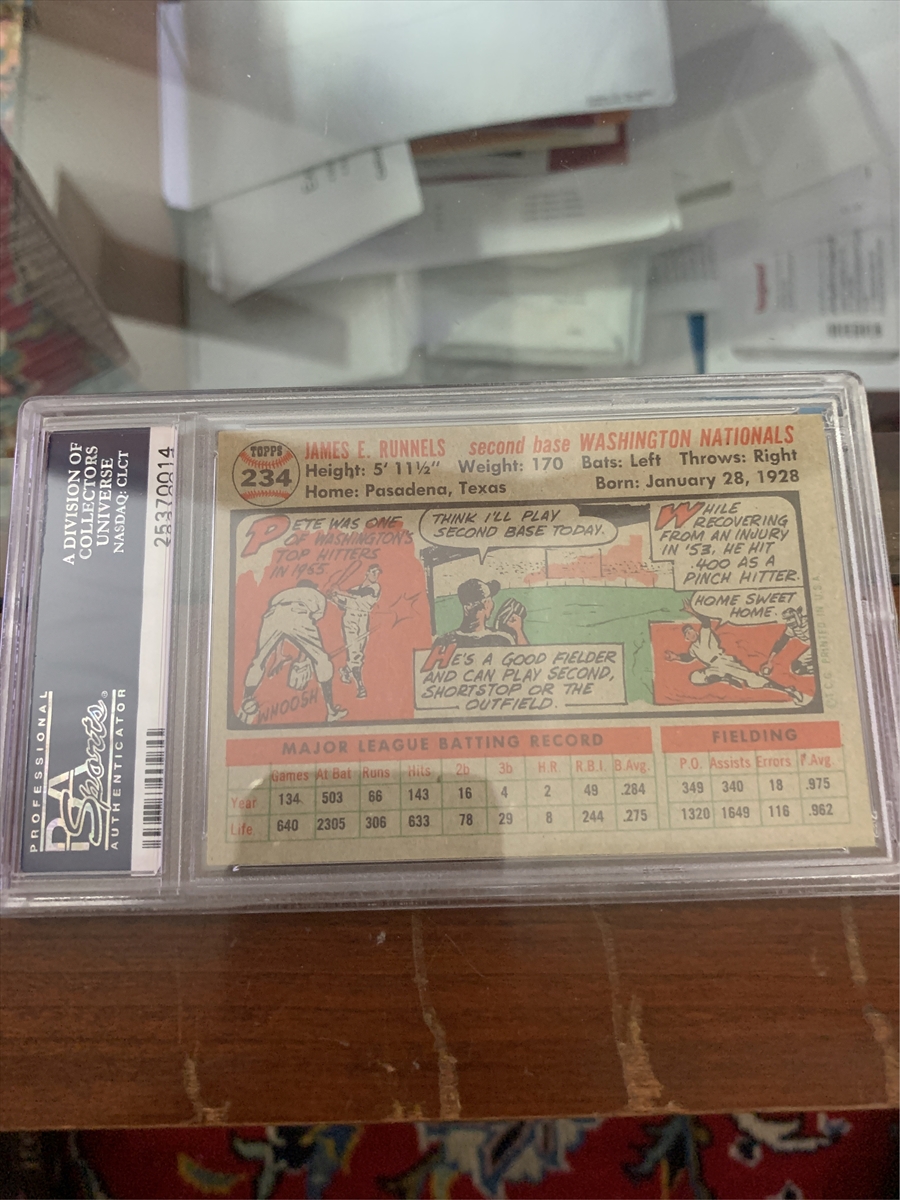 A DIVISION OF
COLLECTORS
UNIVERSE
NASDAQ: CLCT
25370014
PROFESSIONAL
PSA
Sports®
AUTHENTICATOR
TOPPS
234
JAMES E. RUNNELS second base WASHINGTON NATIONALS
Height: 5' 11½" Weight: 170 Bats: Left Throws: Right
Home: Pasadena, Texas Born: January 28, 1928
PETE WAS ONE
OF WASHINGTON'S
TOP HITTERS
IN 1955.
WHOOSH
THINK I'LL PLAY
SECOND BASE TODAY.
HE'S A GOOD FIELDER
AND CAN PLAY SECOND,
SHORTSTOP OR THE
OUTFIELD.
WHILE
RECOVERING
FROM AN INJURY
IN '53, HE HIT
.400 AS A
PINCH HITTER.
HOME SWEET
HOME.
T.C.G. PRINTED IN U.S.A.
MAJOR LEAGUE BATTING RECORD
Games At Bat Runs Hits 2b 3b H.R. R.B.I. B.Avg.
Year 134 503 66 143 16 4 2 49 .284
Life 640 2305 306 633 78 29 8 244 .275
FIELDING
P.O. Assists Errors F.Avg.
349 340 18 .975
1320 1649 116 .962